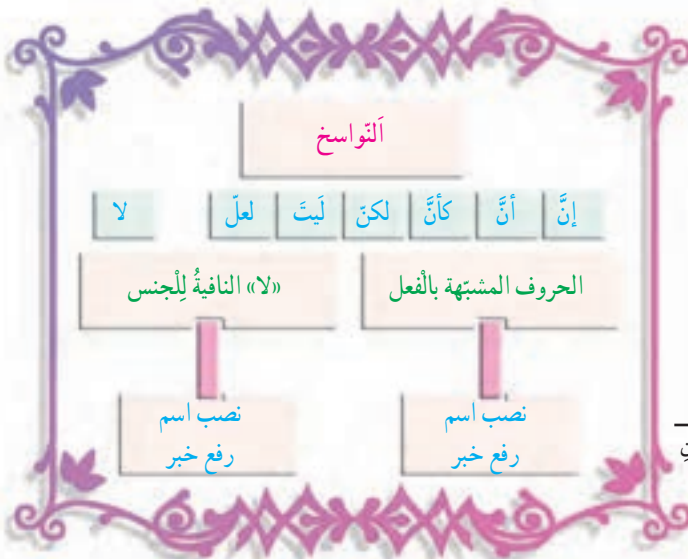 اَلنّواسخ
إنَّ أنَّ كأنَّ لكنّ لَيتَ لعلّ لا
الحروف المشبّهة بالْفعل «لا» النافيةُ لِلْجنس
نصب اسم
رفع خبر
نصب اسم
رفع خبر